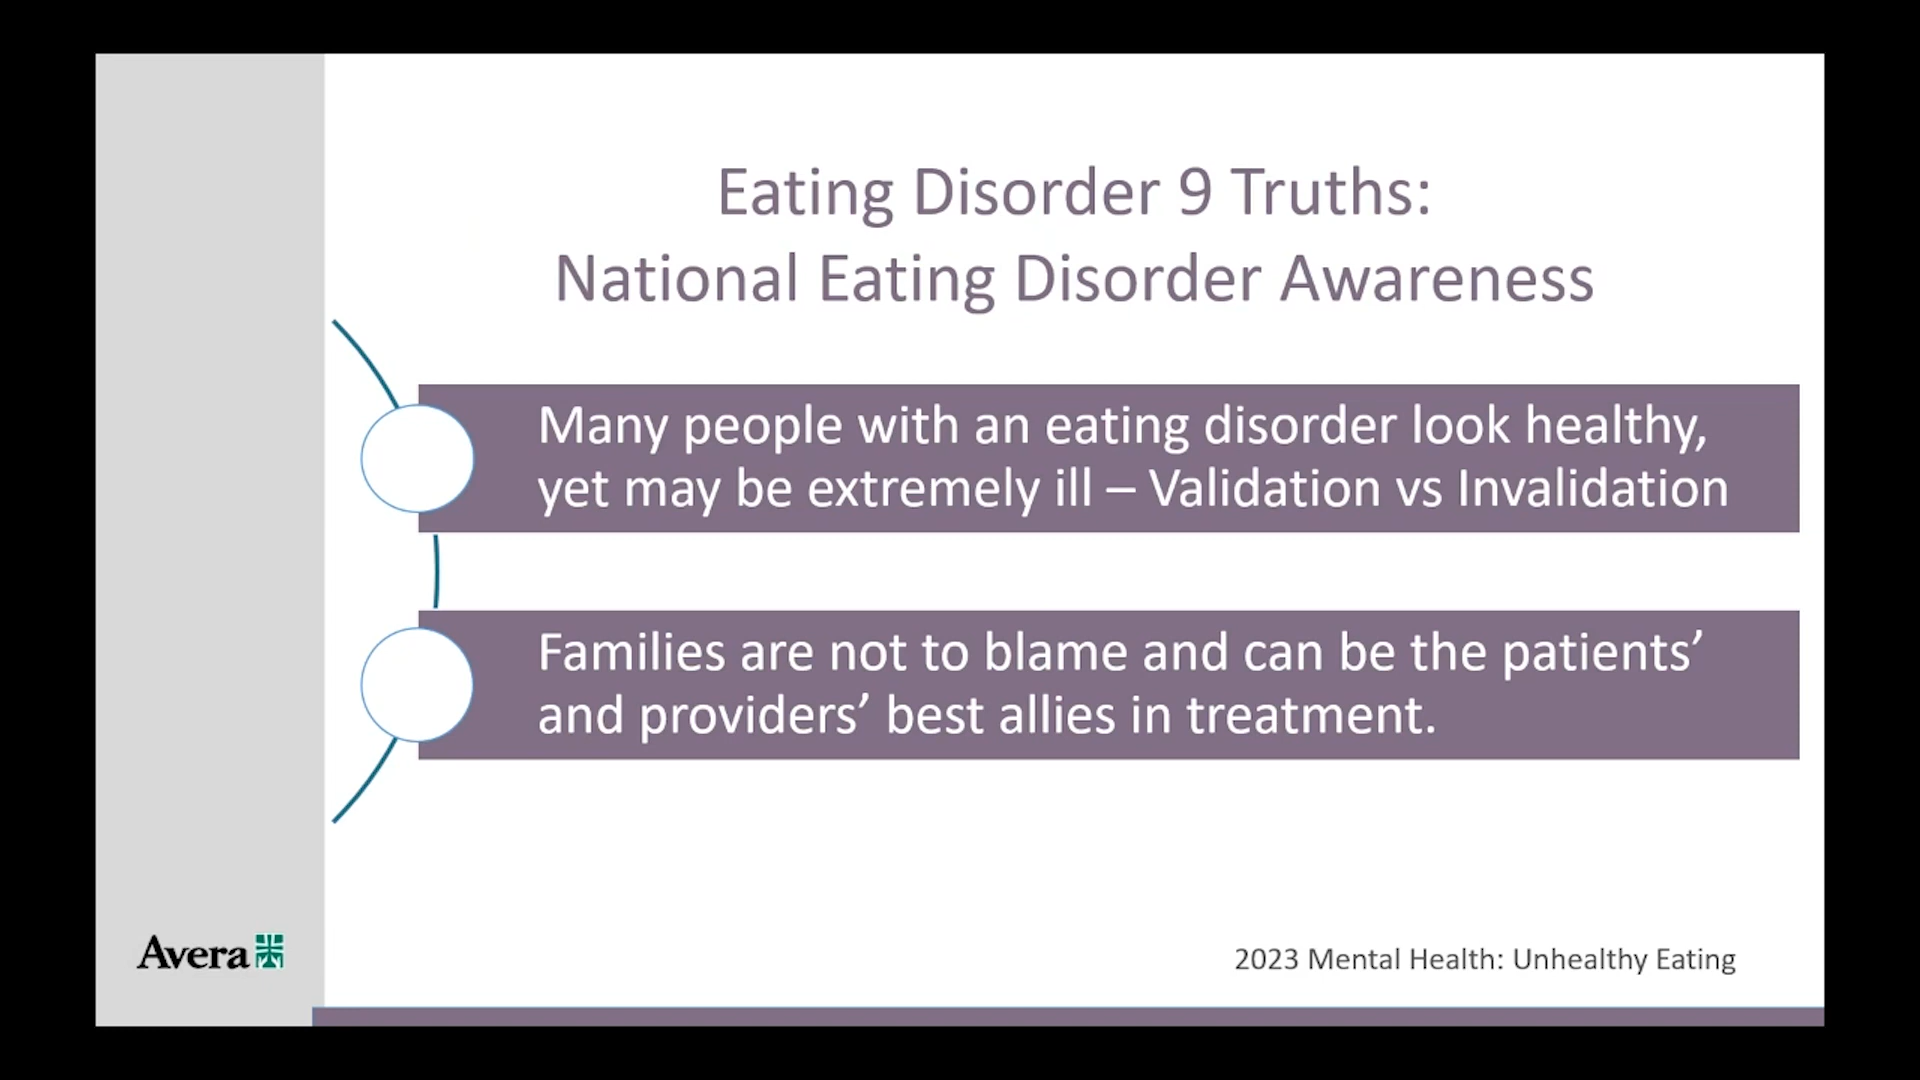 Eating Disorder 9 Truths:
National Eating Disorder Awareness
Many people with an eating disorder look healthy,
yet may be extremely ill – Validation vs Invalidation
Families are not to blame and can be the patients’
and providers’ best allies in treatment.
Avera
2023 Mental Health: Unhealthy Eating